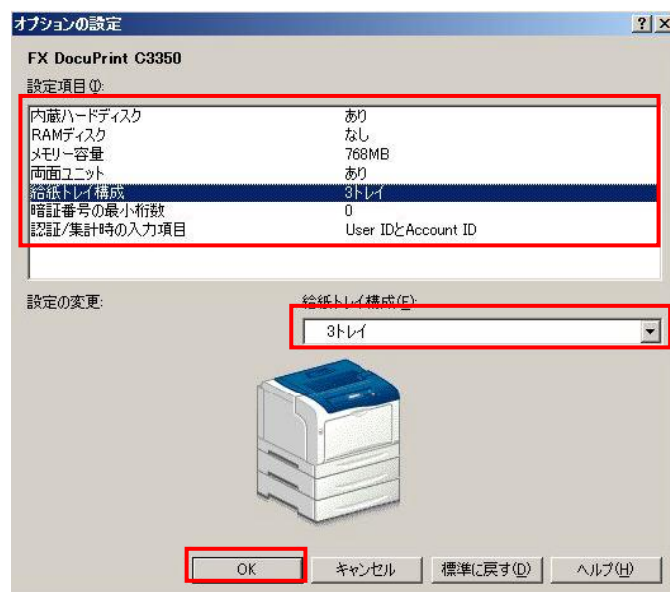 オプションの設定
FX DocuPrint C3350
設定項目(I):
内蔵ハードディスク あり
RAMディスク なし
メモリー容量 768MB
両面ユニット あり
給紙トレイ構成 3トレイ
暗証番号の最小桁数 0
認証/集計時の入力項目 User IDとAccount ID
設定の変更: 給紙トレイ構成(E):
3トレイ
OK キャンセル 標準に戻す(D) ヘルプ(H)